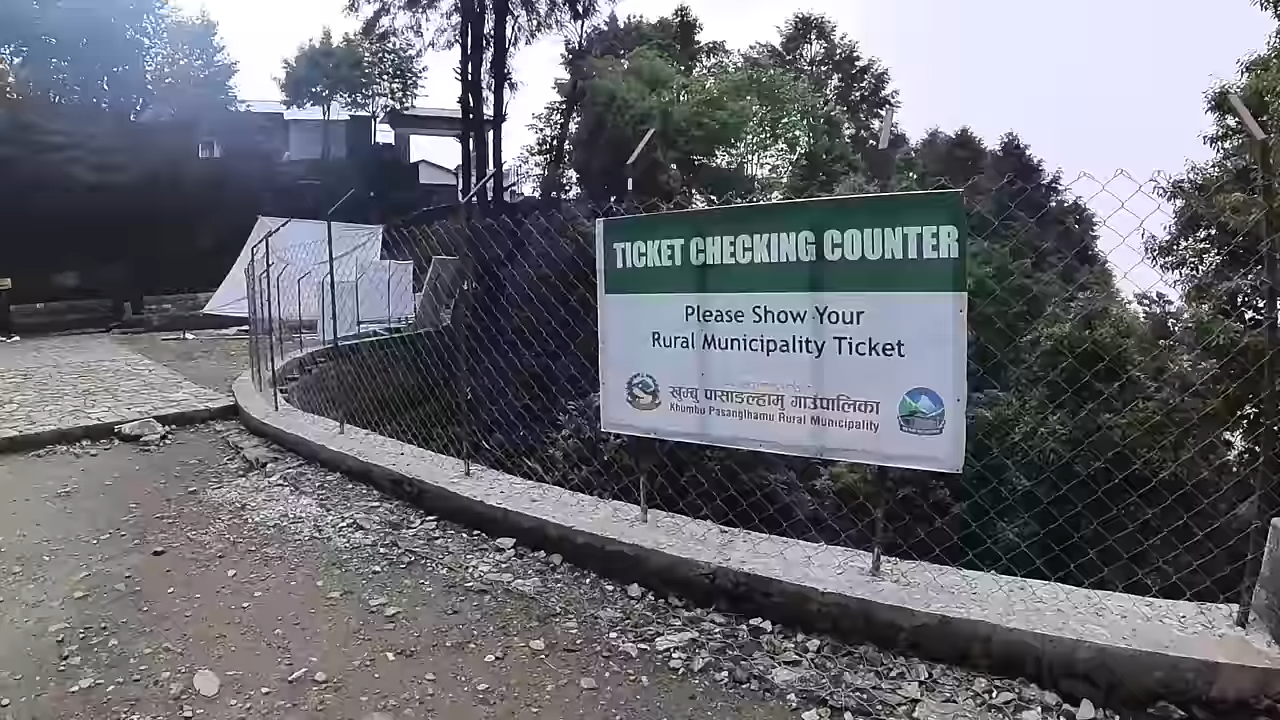 TICKET CHECKING COUNTER
Please Show Your
Rural Municipality Ticket
खुम्बु पासाङल्हामु गाउँपालिका
Khumbu Pasanglhamu Rural Municipality